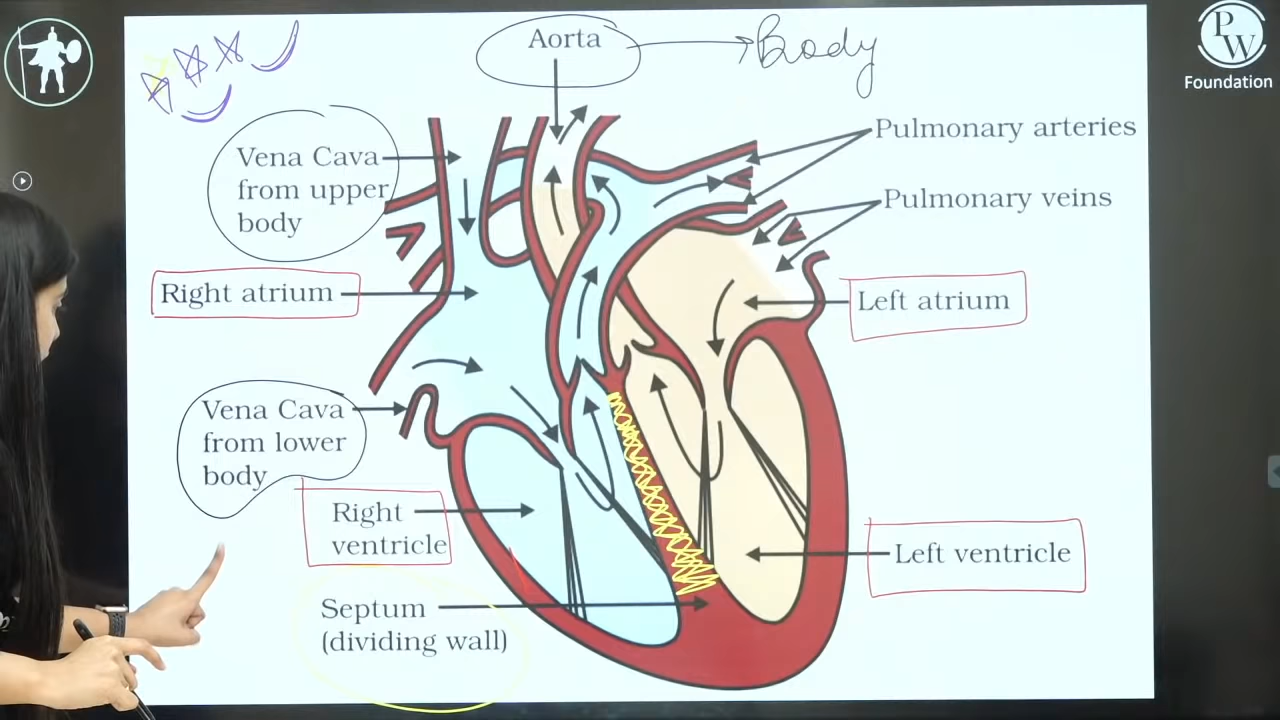 Aorta
Body
PW
Foundation
Pulmonary arteries
Vena Cava
from upper
body
Pulmonary veins
Right atrium
Left atrium
Vena Cava
from lower
body
Right
ventricle
Left ventricle
Septum
(dividing wall)